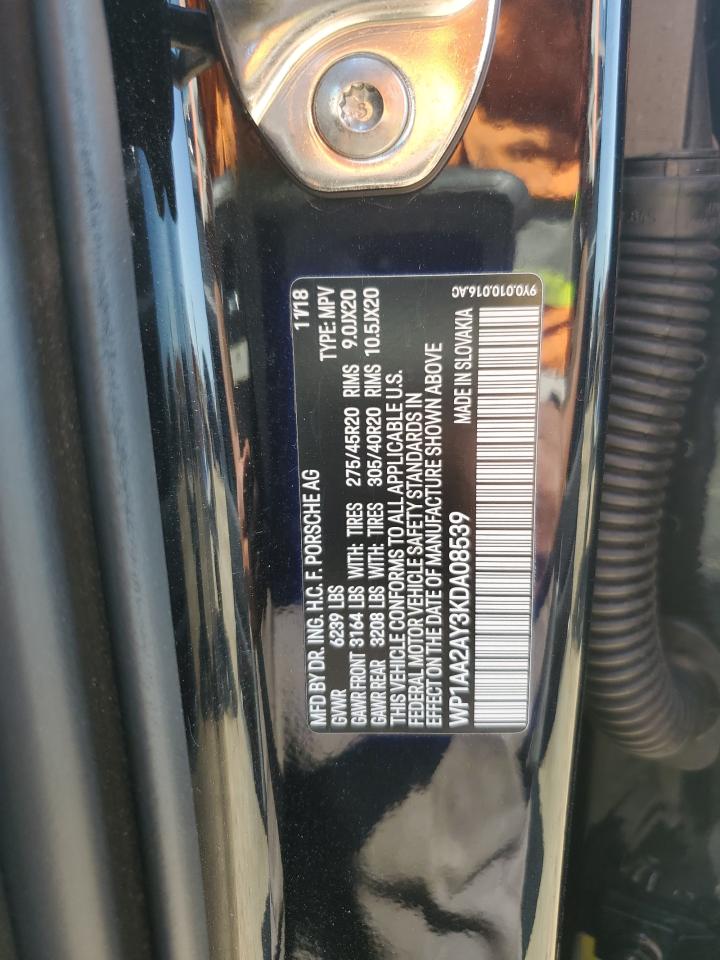 MFD BY DR. ING. H.C. F. PORSCHE AG 11/18
GVWR 6239 LBS TYPE: MPV
GAWR FRONT 3164 LBS WITH: TIRES 275/45R20 RIMS 9.0JX20
GAWR REAR 3208 LBS WITH: TIRES 305/40R20 RIMS 10.5JX20
THIS VEHICLE CONFORMS TO ALL APPLICABLE U.S.
FEDERAL MOTOR VEHICLE SAFETY STANDARDS IN
EFFECT ON THE DATE OF MANUFACTURE SHOWN ABOVE
WP1AA2AY3KDA08539 MADE IN SLOVAKIA
9Y0.010.016.AC